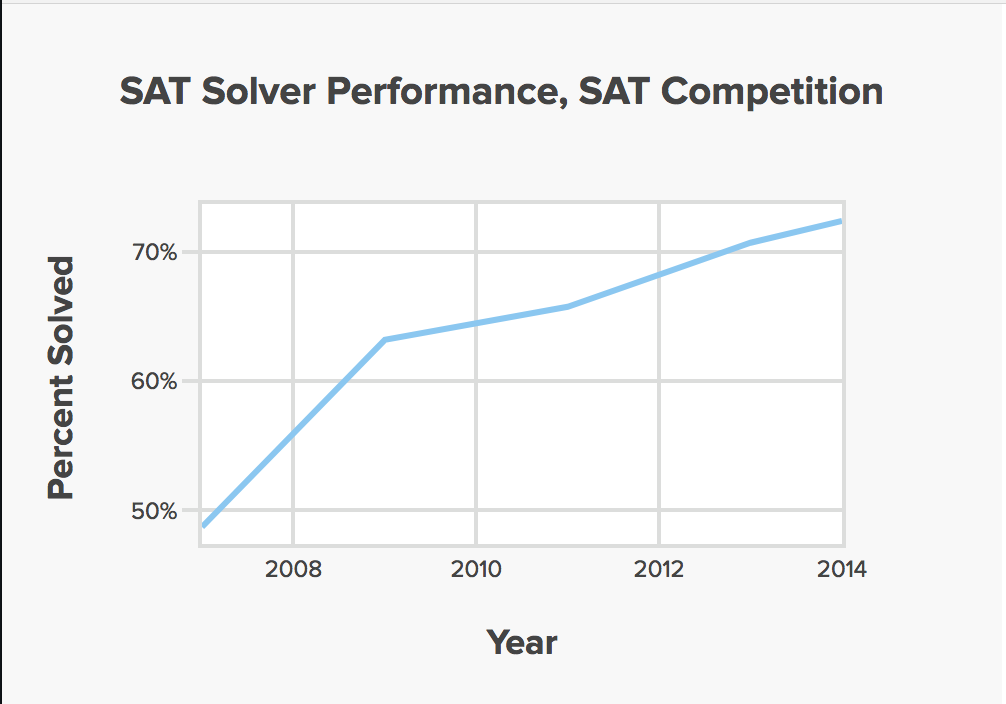 SAT Solver Performance, SAT Competition
Percent Solved
70%
60%
50%
2008
2010
2012
2014
Year